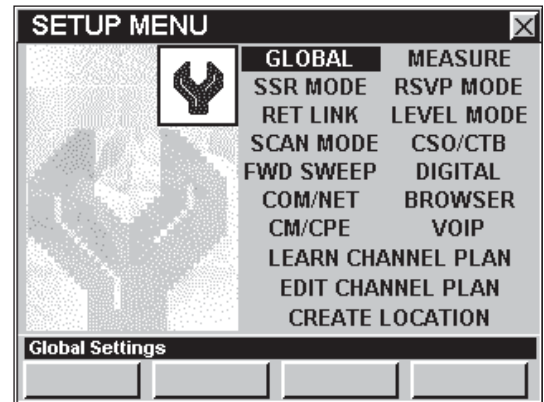 SETUP MENU
GLOBAL MEASURE
SSR MODE RSVP MODE
RET LINK LEVEL MODE
SCAN MODE CSO/CTB
FWD SWEEP DIGITAL
COM/NET BROWSER
CM/CPE VOIP
LEARN CHANNEL PLAN
EDIT CHANNEL PLAN
CREATE LOCATION
Global Settings